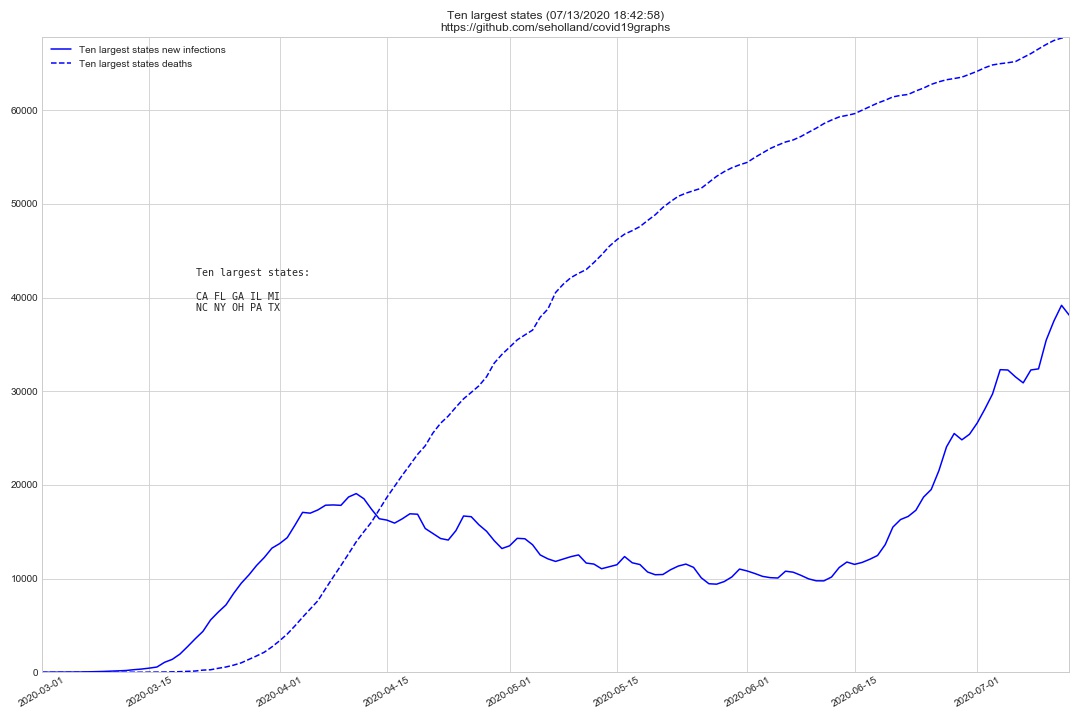 Ten largest states (07/13/2020 18:42:58)
https://github.com/seholland/covid19graphs
Ten largest states new infections
Ten largest states deaths
60000
50000
Ten largest states:
CA FL GA IL MI
NC NY OH PA TX
40000
30000
20000
10000
0
2020-03-01
2020-03-15
2020-04-01
2020-04-15
2020-05-01
2020-05-15
2020-06-01
2020-06-15
2020-07-01